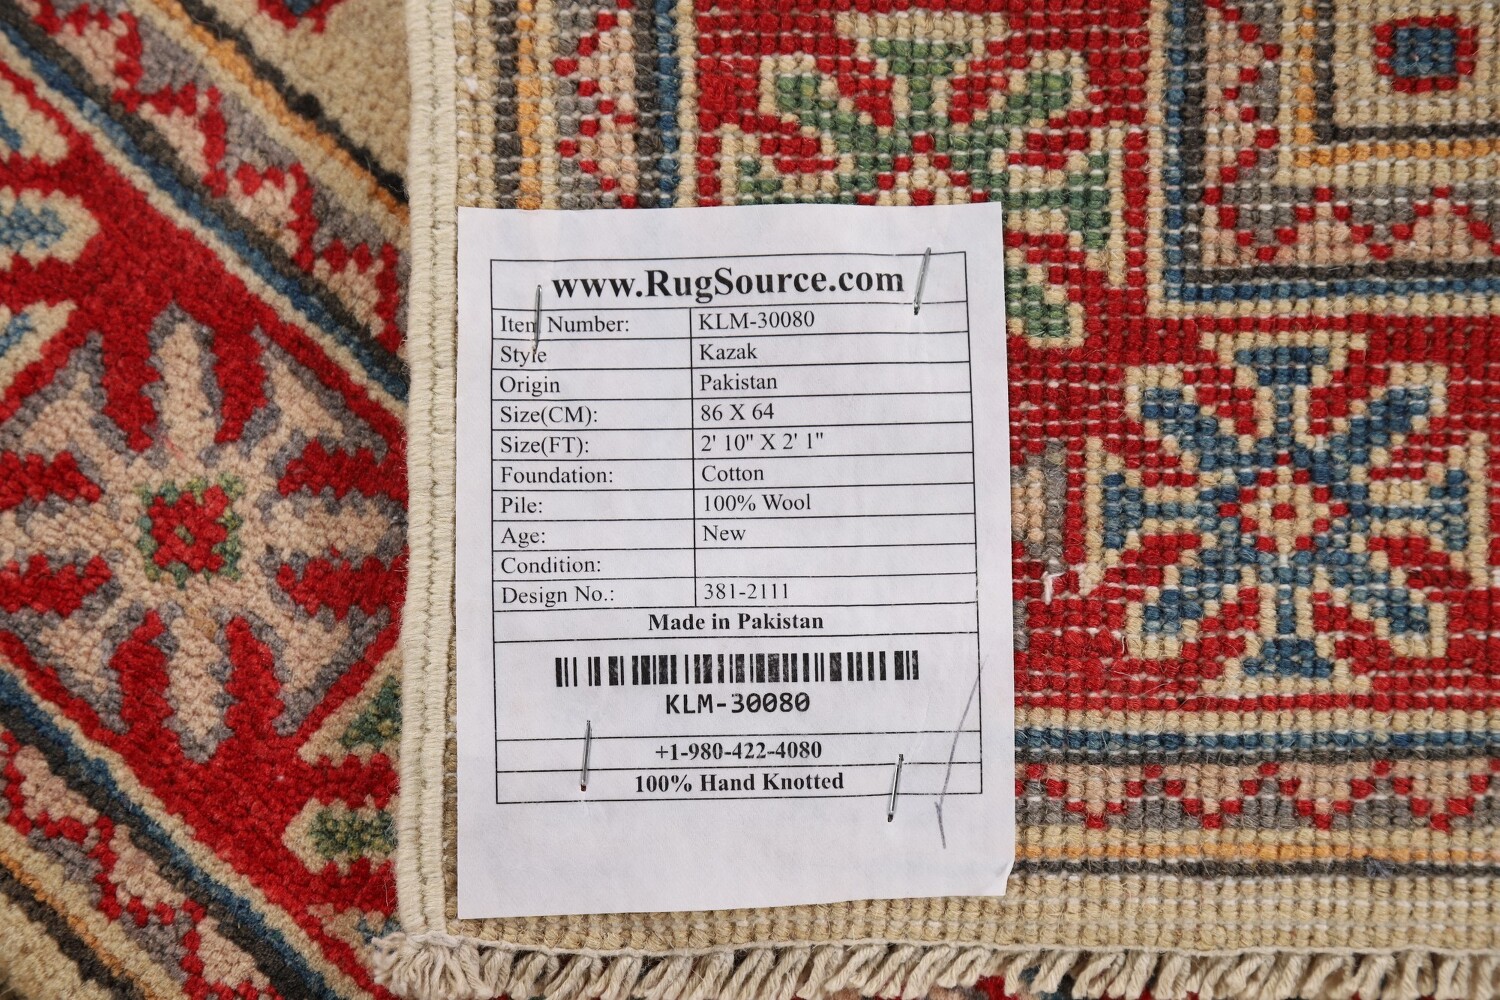 www.RugSource.com
Item Number: KLM-30080
Style Kazak
Origin Pakistan
Size(CM): 86 X 64
Size(FT): 2' 10" X 2' 1"
Foundation: Cotton
Pile: 100% Wool
Age: New
Condition:
Design No.: 381-2111
Made in Pakistan
KLM-30080
+1-980-422-4080
100% Hand Knotted